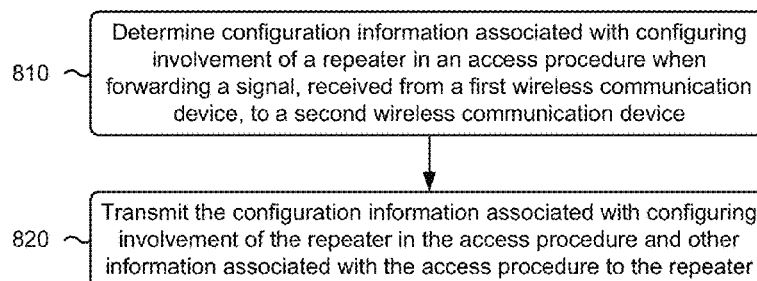 810
Determine configuration information associated with configuring
involvement of a repeater in an access procedure when
forwarding a signal, received from a first wireless communication
device, to a second wireless communication device
820
Transmit the configuration information associated with configuring
involvement of the repeater in the access procedure and other
information associated with the access procedure to the repeater